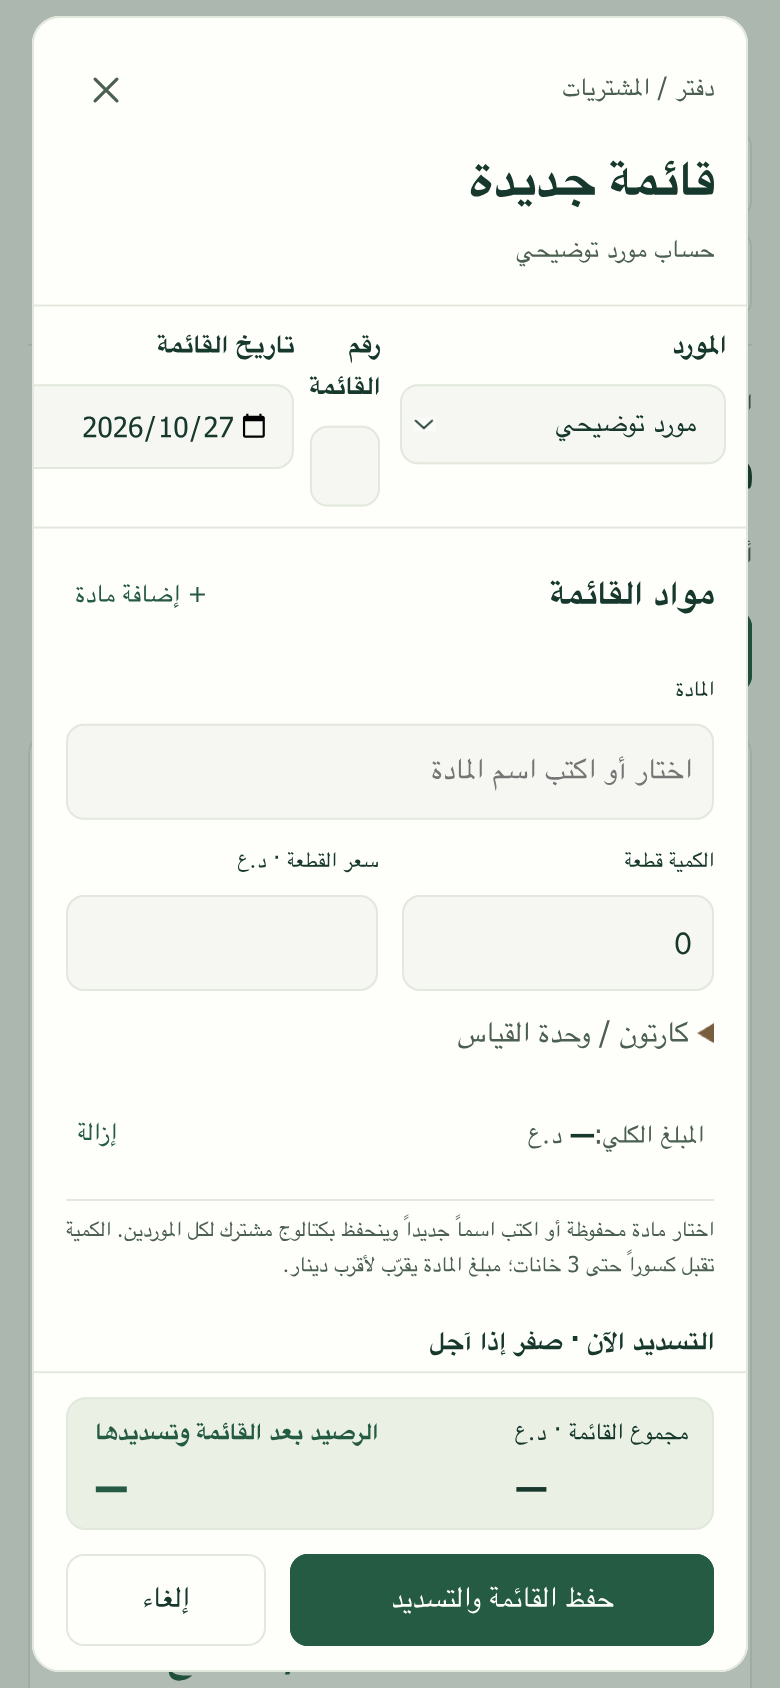 دفتر / المشتريات
قائمة جديدة
حساب مورد توضيحي
المورد
رقم القائمة
تاريخ القائمة
مورد توضيحي
2026/10/27
مواد القائمة
+ إضافة مادة
المادة
اختار أو اكتب اسم المادة
الكمية قطعة
سعر القطعة · د.ع
0
كارتون / وحدة القياس
المبلغ الكلي:— د.ع
إزالة
اختار مادة محفوظة أو اكتب اسماً جديداً وينحفظ بكتالوج مشترك لكل الموردين. الكمية
تقبل كسوراً حتى 3 خانات؛ مبلغ المادة يقرّب لأقرب دينار.
التسديد الآن · صفر إذا آجل
مجموع القائمة · د.ع
الرصيد بعد القائمة وتسديدها
—
—
حفظ القائمة والتسديد
إلغاء